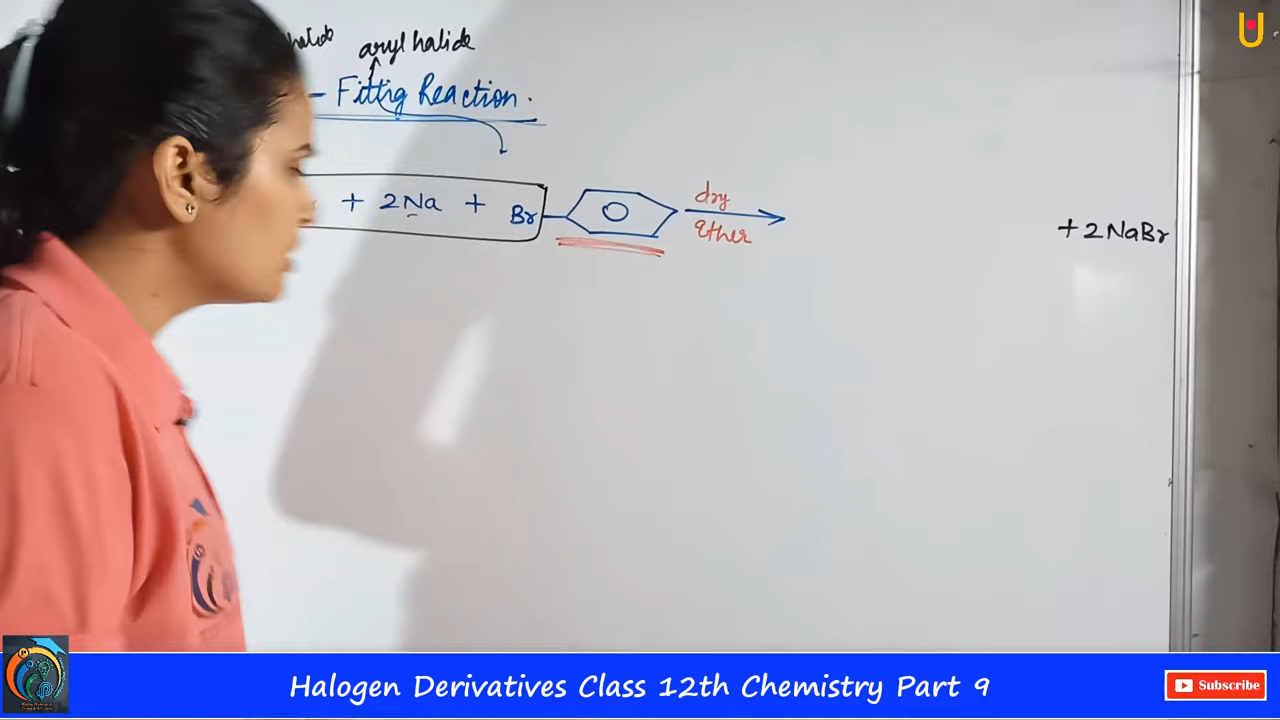 halide aryl halide
– Fittig Reaction.
+ 2Na + Br dry
ether
+ 2NaBr
Halogen Derivatives Class 12th Chemistry Part 9
Subscribe